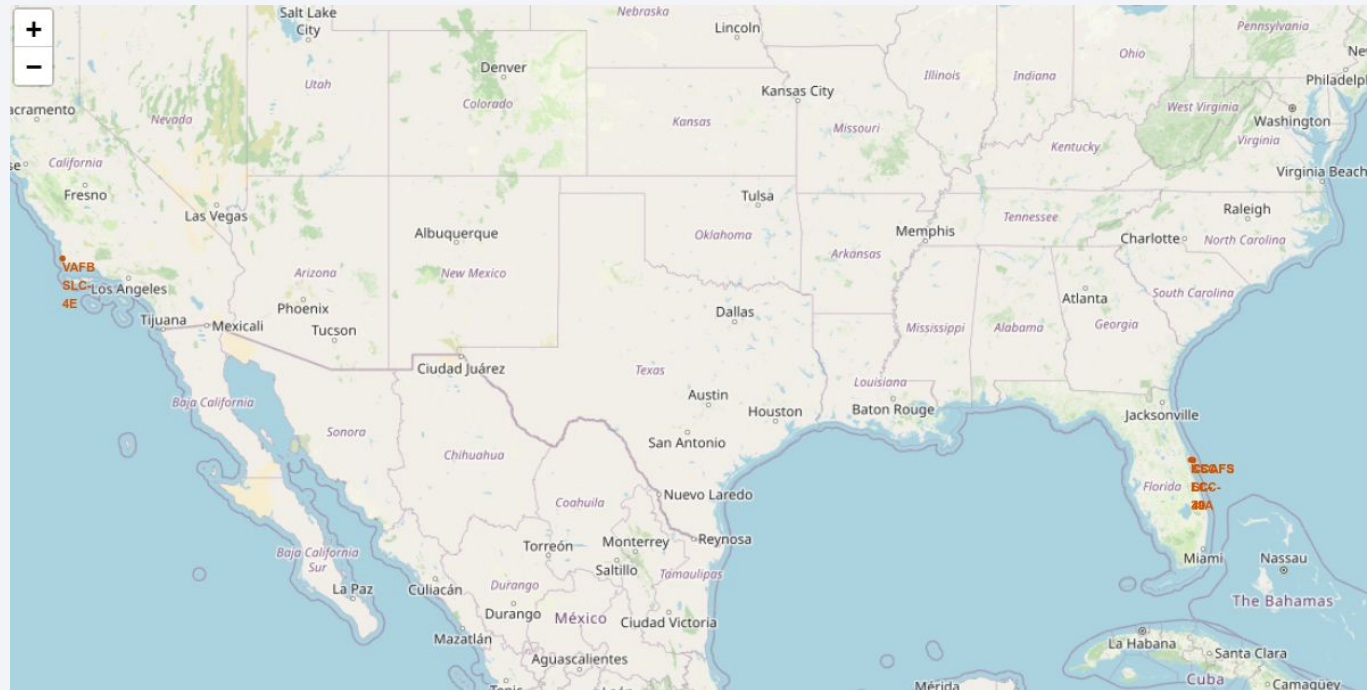 +
−
Salt Lake
City
Nebraska
Lincoln
Pennsylvania
Ohio
Denver
Utah
Illinois
Indiana
Philadelph
Kansas City
Colorado
acramento
Nevada
West Virginia
Washington
Kansas
Missouri
Kentucky
Virginia
California
Virginia Beach
Fresno
Las Vegas
Tulsa
Raleigh
Tennessee
Albuquerque
Oklahoma
Memphis
Charlotte
North Carolina
Arkansas
VAFB
SLC-
4E
Los Angeles
Arizona
New Mexico
Phoenix
South Carolina
Atlanta
Tijuana
Mexicali
Tucson
Dallas
Mississippi
Alabama
Georgia
Ciudad Juárez
Texas
Louisiana
Baja California
Austin
Houston
Baton Rouge
Jacksonville
Sonora
San Antonio
Chihuahua
Florida
Nuevo Laredo
Coahuila
Reynosa
Torreón
Monterrey
Baja California
Sur
Saltillo
Tamaulipas
Miami
Nassau
La Paz
Culiacán
Durango
The Bahamas
Durango
México
Ciudad Victoria
Mazatlán
La Habana
Santa Clara
Aguascalientes
Cuba
Camagüey
Mérida